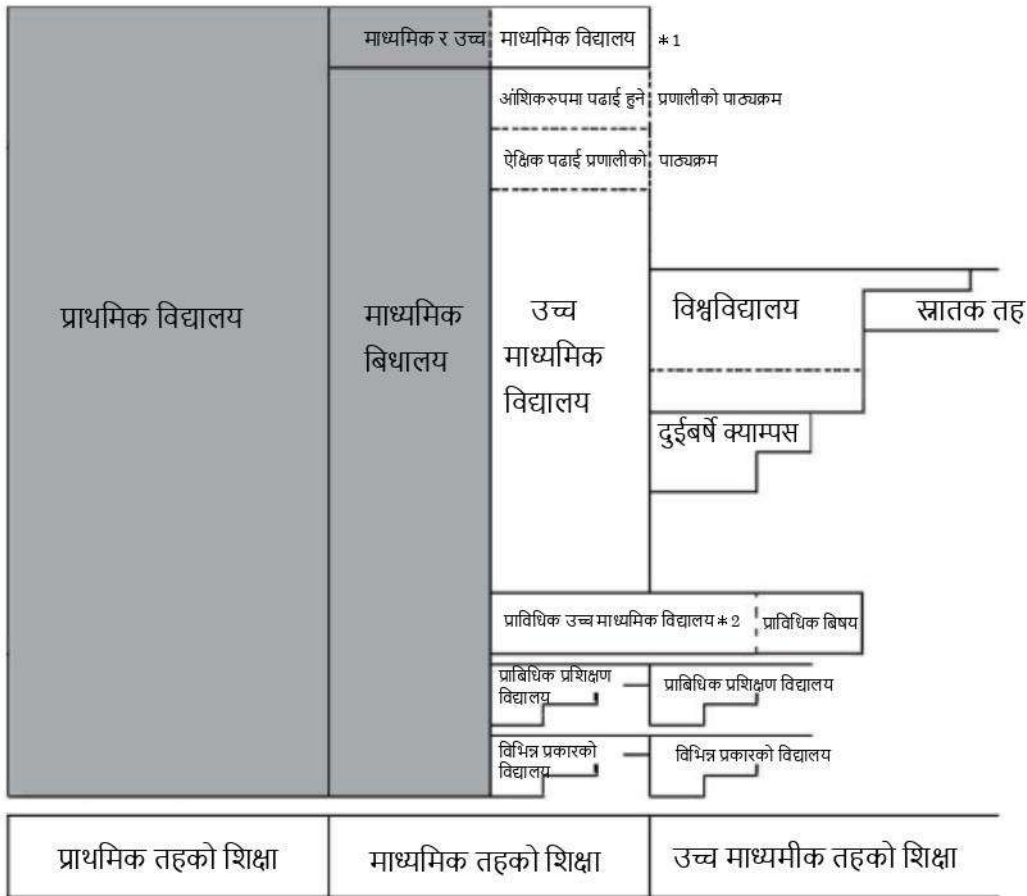 माध्यमिक र उच्च माध्यमिक विद्यालय *1
आंशिकरुपमा पढाई हुने प्रणालीको पाठ्यक्रम
ऐक्षिक पढाई प्रणालीको पाठ्यक्रम
प्राथमिक विद्यालय
माध्यमिक
बिधालय
उच्च
माध्यमिक
विद्यालय
विश्वविद्यालय
स्नातक तह
दुईबर्षे क्याम्पस
प्राविधिक उच्च माध्यमिक विद्यालय *2 प्राविधिक बिषय
प्राबिधिक प्रशिक्षण
विद्यालय
प्राबिधिक प्रशिक्षण विद्यालय
विभिन्न प्रकारको
विद्यालय
विभिन्न प्रकारको विद्यालय
प्राथमिक तहको शिक्षा माध्यमिक तहको शिक्षा उच्च माध्यमीक तहको शिक्षा